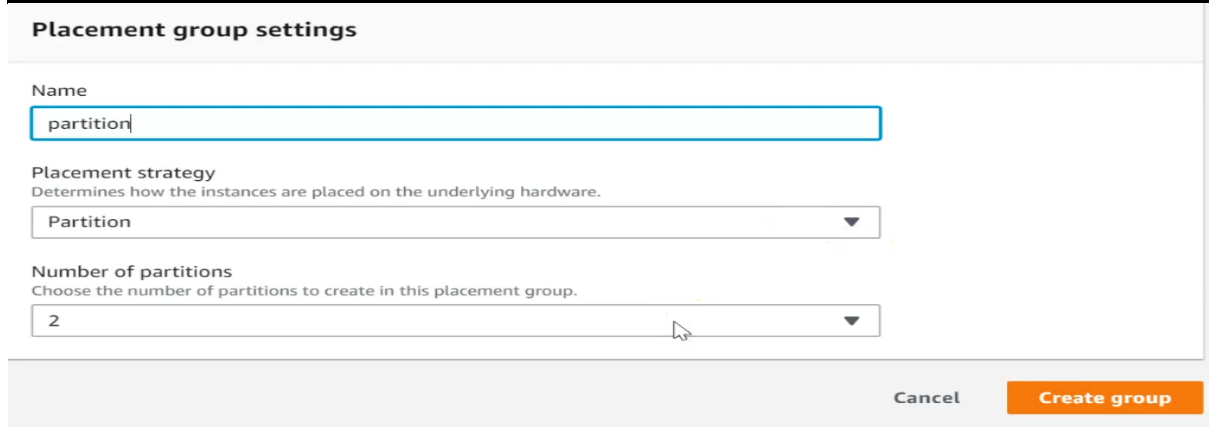 Placement group settings
Name
partition
Placement strategy
Determines how the instances are placed on the underlying hardware.
Partition
Number of partitions
Choose the number of partitions to create in this placement group.
2
Cancel Create group